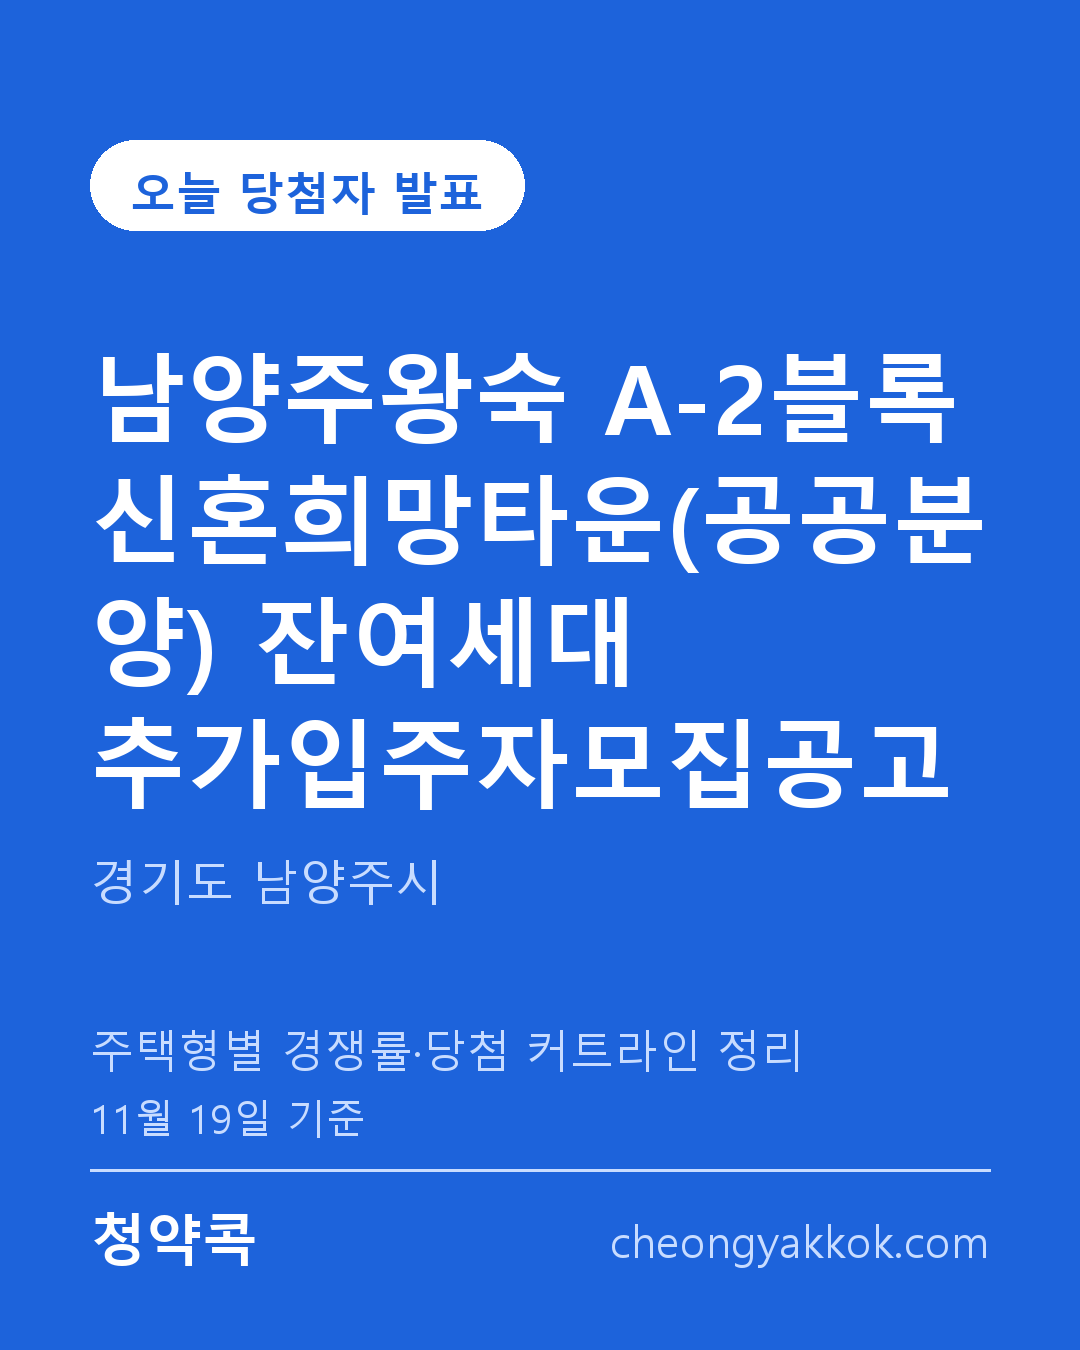 오늘 당첨자 발표
남양주왕숙 A-2블록
신혼희망타운(공공분
양) 잔여세대
추가입주자모집공고
경기도 남양주시
주택형별 경쟁률·당첨 커트라인 정리
11월 19일 기준
청약콕
cheongyakkok.com